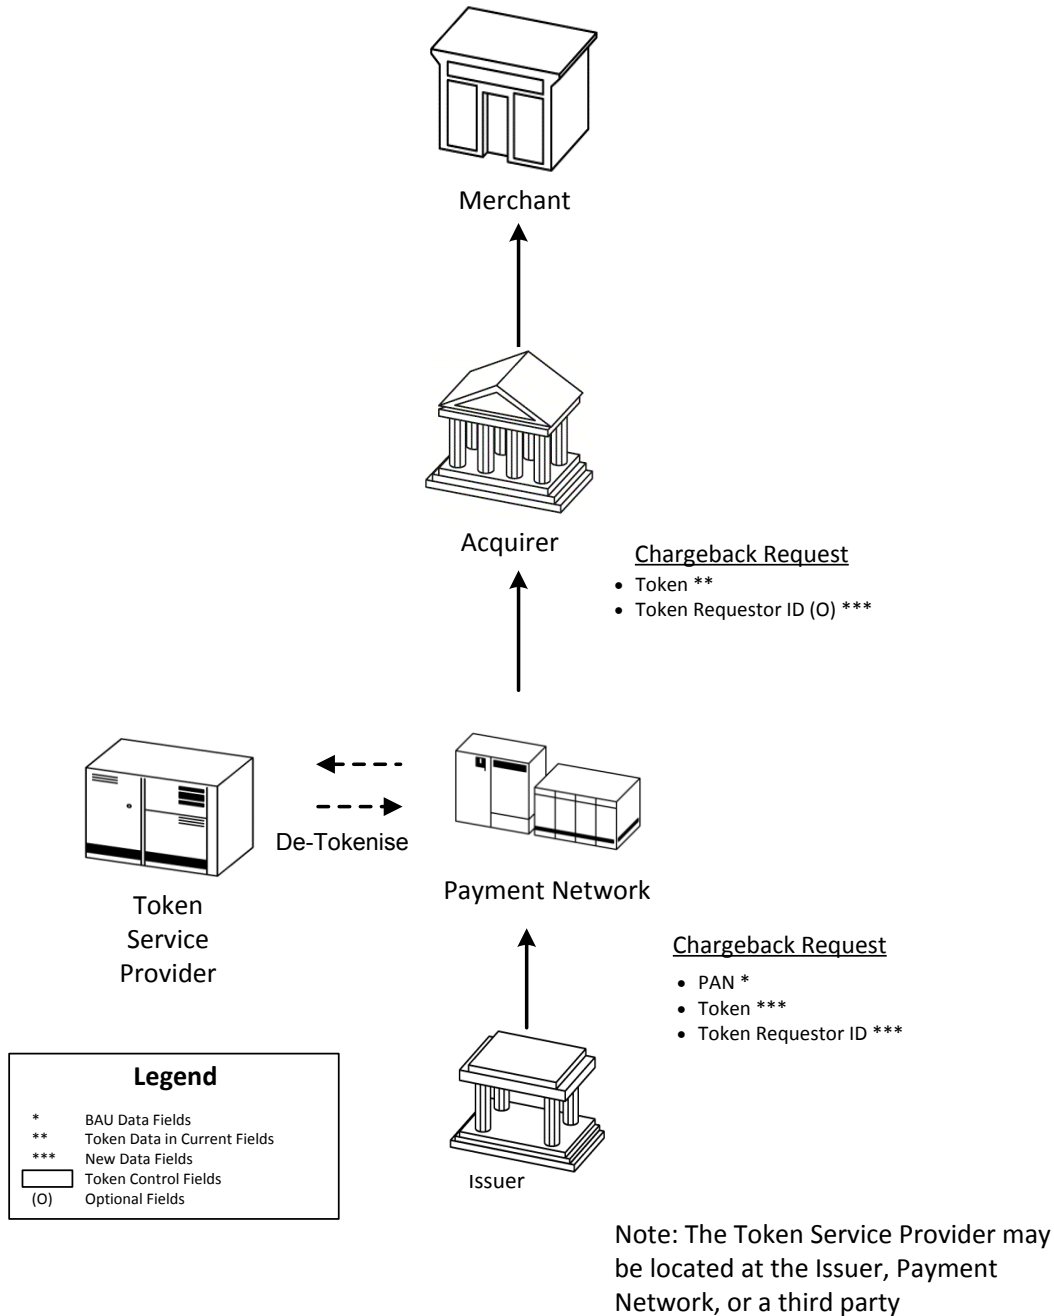 Merchant
Acquirer
Chargeback Request
• Token **
• Token Requestor ID (O) ***
De-Tokenise
Token
Service
Provider
Payment Network
Chargeback Request
• PAN *
• Token ***
• Token Requestor ID ***
Issuer
Legend
* BAU Data Fields
** Token Data in Current Fields
*** New Data Fields
Token Control Fields
(O) Optional Fields
Note: The Token Service Provider may
be located at the Issuer, Payment
Network, or a third party